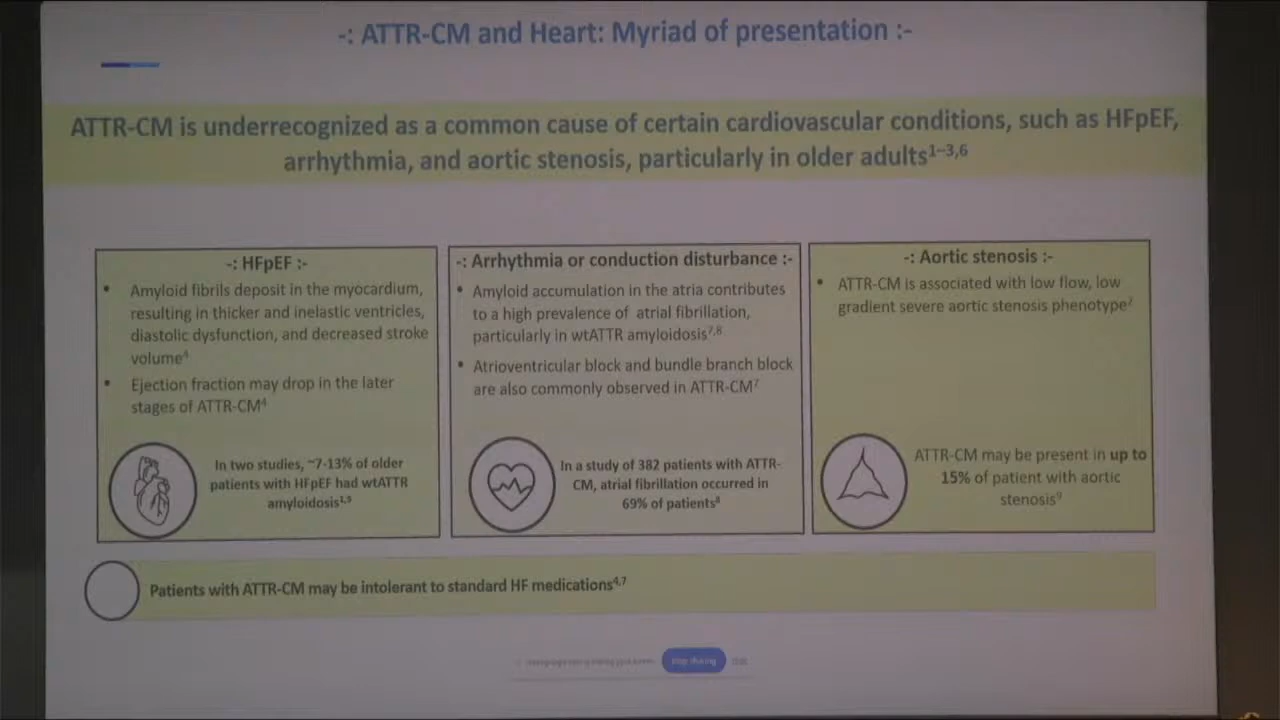 -: ATTR-CM and Heart: Myriad of presentation :-
ATTR-CM is underrecognized as a common cause of certain cardiovascular conditions, such as HFpEF,
arrhythmia, and aortic stenosis, particularly in older adults1–3,6
-: HFpEF :-
• Amyloid fibrils deposit in the myocardium,
resulting in thicker and inelastic ventricles,
diastolic dysfunction, and decreased stroke
volume4
• Ejection fraction may drop in the later
stages of ATTR-CM4
In two studies, ~7-13% of older
patients with HFpEF had wtATTR
amyloidosis1,5
-: Arrhythmia or conduction disturbance :-
• Amyloid accumulation in the atria contributes
to a high prevalence of atrial fibrillation,
particularly in wtATTR amyloidosis7,8
• Atrioventricular block and bundle branch block
are also commonly observed in ATTR-CM7
In a study of 382 patients with ATTR-
CM, atrial fibrillation occurred in
69% of patients8
-: Aortic stenosis :-
• ATTR-CM is associated with low flow, low
gradient severe aortic stenosis phenotype7
ATTR-CM may be present in up to
15% of patient with aortic
stenosis9
Patients with ATTR-CM may be intolerant to standard HF medications4,7
Stop sharing